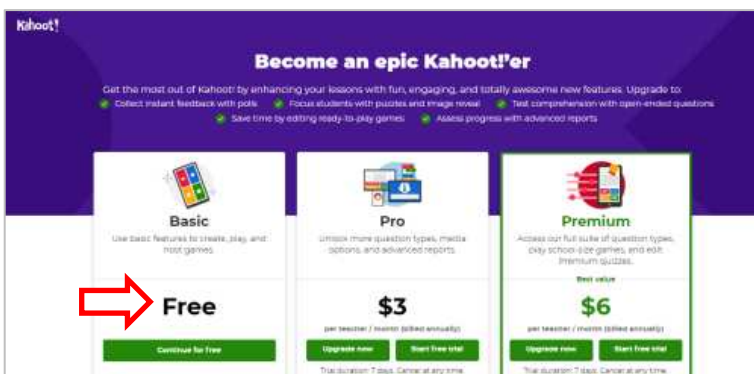 Kahoot!
Become an epic Kahoot!'er
Get the most out of Kahoot! by enhancing your lessons with fun, engaging, and totally awesome new features. Upgrade to:
Collect instant feedback with polls
Focus students with puzzles and image reveal
Test comprehension with open-ended questions
Save time by editing ready-to-play games
Assess progress with advanced reports
Basic
Use basic features to create, play, and
host games.
Free
Continue for free
Pro
Unlock more question types, media
options, and advanced reports.
$3
per teacher / month (billed annually)
Upgrade now
Start free trial
Trial duration: 7 days. Cancel at any time.
Premium
Access our full suite of question types,
play school-size games, and edit
Premium quizzes.
Best value
$6
per teacher / month (billed annually)
Upgrade now
Start free trial
Trial duration: 7 days. Cancel at any time.